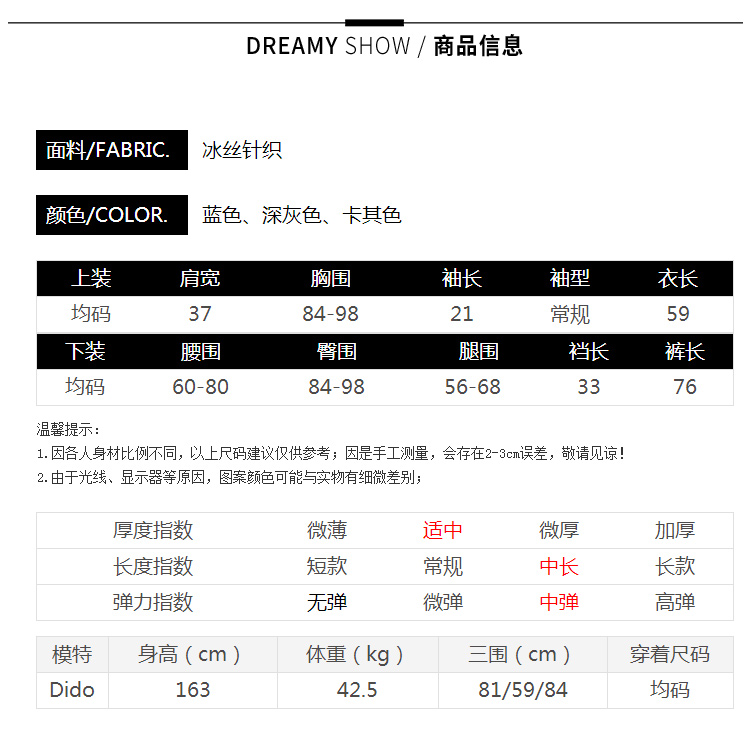 DREAMY SHOW / 商品信息
面料/FABRIC. 冰丝针织
颜色/COLOR. 蓝色、深灰色、卡其色
上装 肩宽 胸围 袖长 袖型 衣长
均码 37 84-98 21 常规 59
下装 腰围 臀围 腿围 裆长 裤长
均码 60-80 84-98 56-68 33 76
温馨提示:
1.因各人身材比例不同,以上尺码建议仅供参考;因是手工测量,会存在2-3cm误差,敬请见谅!
2.由于光线、显示器等原因,图案颜色可能与实物有细微差别;
厚度指数 微薄 适中 微厚 加厚
长度指数 短款 常规 中长 长款
弹力指数 无弹 微弹 中弹 高弹
模特 身高(cm) 体重(kg) 三围(cm) 穿着尺码
Dido 163 42.5 81/59/84 均码